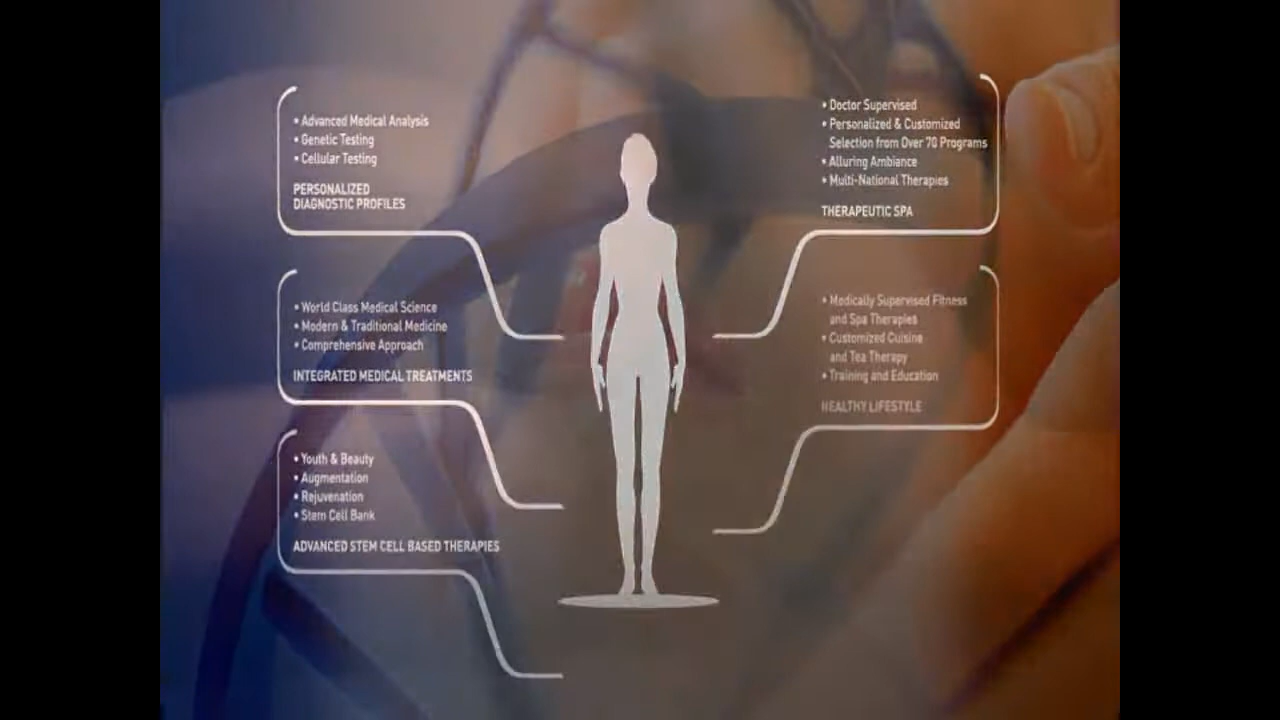 • Advanced Medical Analysis
• Genetic Testing
• Cellular Testing
PERSONALIZED
DIAGNOSTIC PROFILES
• World Class Medical Science
• Modern & Traditional Medicine
• Comprehensive Approach
INTEGRATED MEDICAL TREATMENTS
• Youth & Beauty
• Augmentation
• Rejuvenation
• Stem Cell Bank
ADVANCED STEM CELL BASED THERAPIES
• Doctor Supervised
• Personalized & Customized
Selection from Over 70 Programs
• Alluring Ambiance
• Multi-National Therapies
THERAPEUTIC SPA
• Medically Supervised Fitness
and Spa Therapies
• Customized Cuisine
and Tea Therapy
• Training and Education
HEALTHY LIFESTYLE